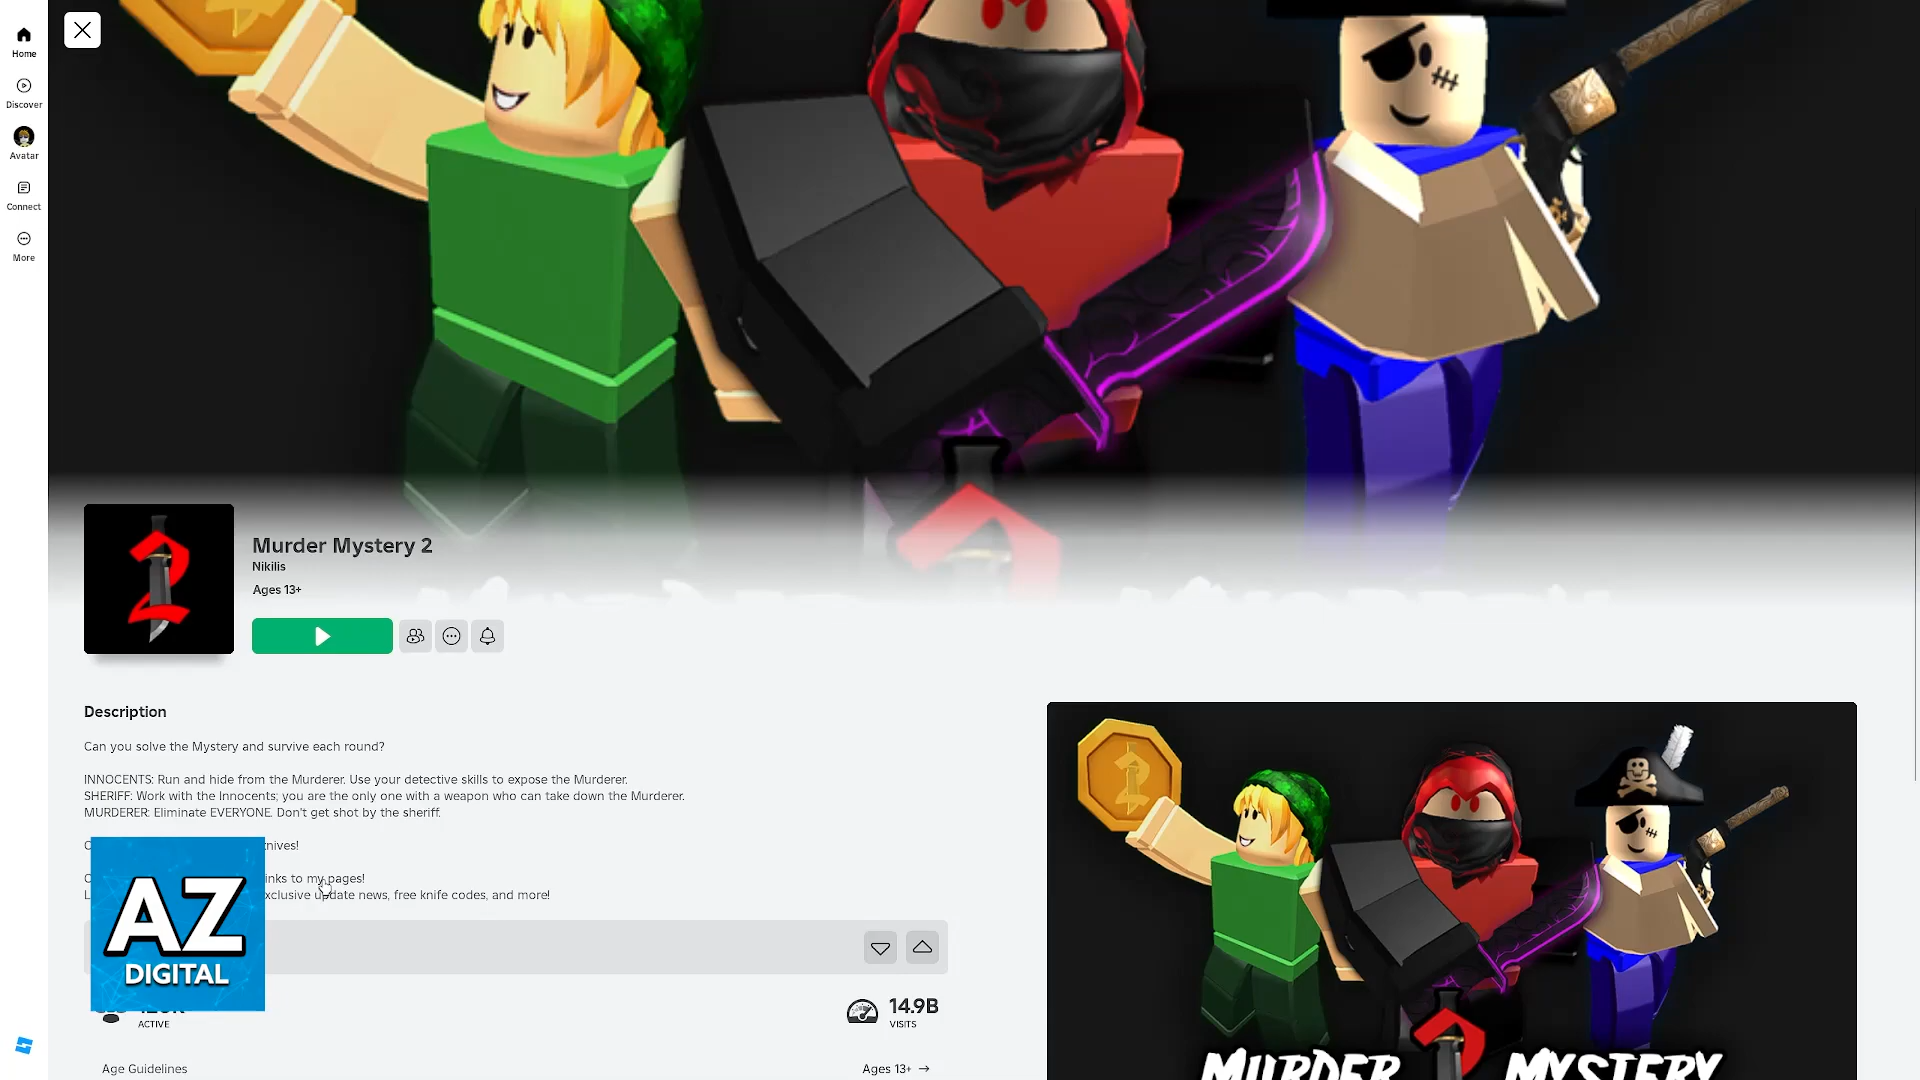 Home
Discover
Avatar
Connect
More
2
Murder Mystery 2
Nikilis
Ages 13+
Description
Can you solve the Mystery and survive each round?
INNOCENTS: Run and hide from the Murderer. Use your detective skills to expose the Murderer.
SHERIFF: Work with the Innocents; you are the only one with a weapon who can take down the Murderer.
MURDERER: Eliminate EVERYONE. Don't get shot by the sheriff.
to my pages!
update news, free knife codes, and more!
AZ
DIGITAL
ACTIVE
14.9B
VISITS
Age Guidelines
Ages 13+
2
MURDER 2 MYSTERY